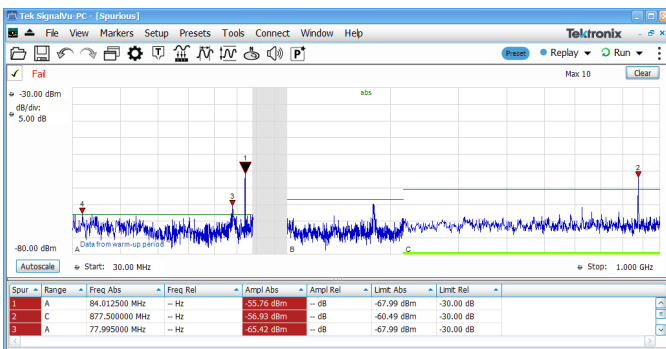 Tek SignalVu-PC - [Spurious]
File View Markers Setup Presets Tools Connect Window Help
Tektronix
Preset Replay Run
Fail
Max 10 Clear
-30.00 dBm
abs
dB/div:
5.00 dB
1
2
3
4
-80.00 dBm
A Data from warm-up period
B
C
Autoscale Start: 30.00 MHz Stop: 1.000 GHz
Spur Range Freq Abs Freq Rel Ampl Abs Ampl Rel Limit Abs Limit Rel
1 A 84.012500 MHz -- Hz -55.76 dBm -- dB -67.99 dBm -30.00 dB
2 C 877.500000 MHz -- Hz -56.93 dBm -- dB -60.49 dBm -30.00 dB
3 A 77.995000 MHz -- Hz -65.42 dBm -- dB -67.99 dBm -30.00 dB